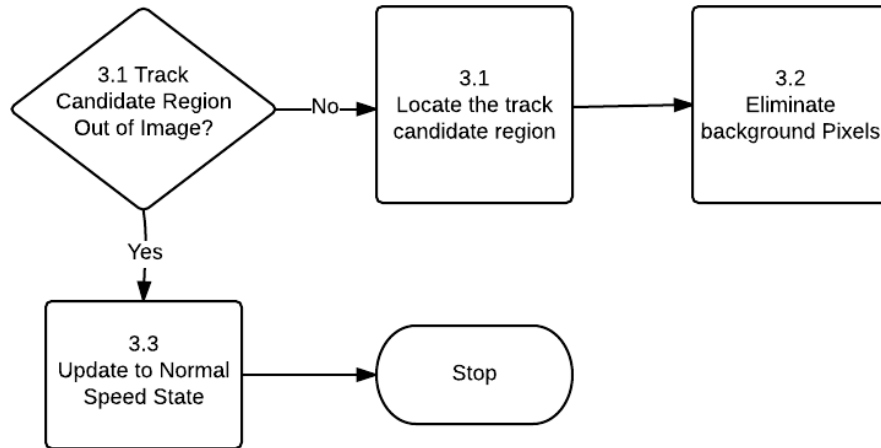 3.1 Track
Candidate Region
Out of Image?
No
3.1
Locate the track
candidate region
3.2
Eliminate
background Pixels
Yes
3.3
Update to Normal
Speed State
Stop